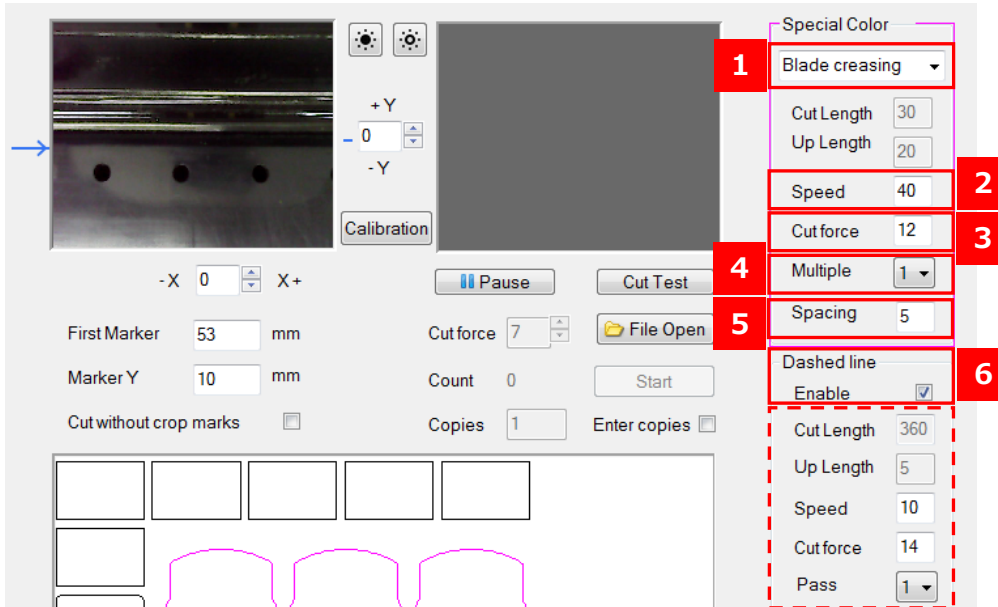 Special Color
1
Blade creasing
Cut Length 30
Up Length 20
+ Y
0
- Y
2
Speed 40
Calibration
3
Cut force 12
4
Multiple 1
- X 0 X +
Pause
Cut Test
5
Spacing 5
First Marker 53 mm
Cut force 7
File Open
Dashed line
6
Enable
Marker Y 10 mm
Count 0
Start
Cut without crop marks
Copies 1
Enter copies
Cut Length 360
Up Length 5
Speed 10
Cut force 14
Pass 1